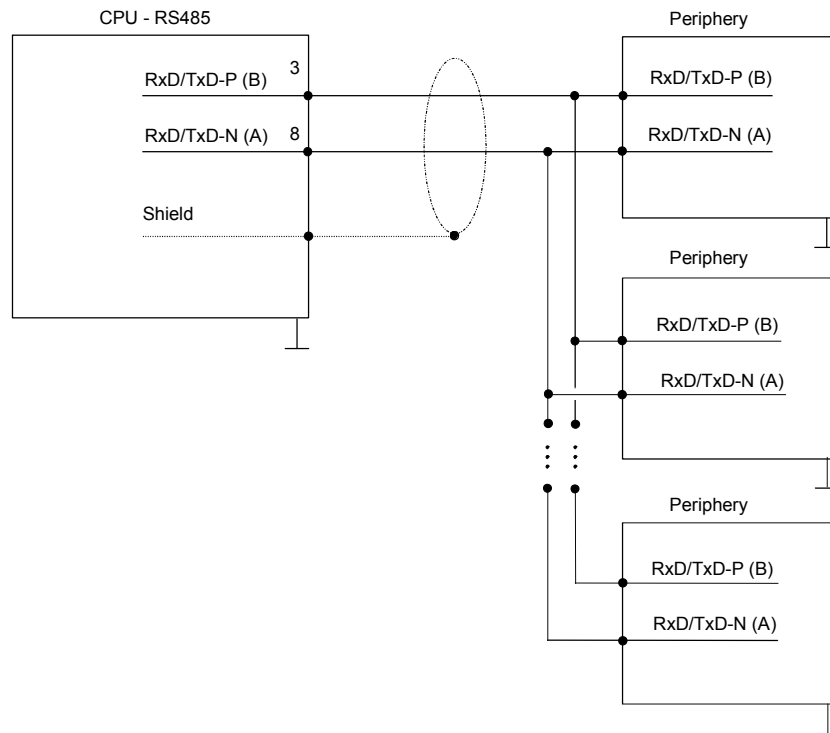 CPU - RS485
RxD/TxD-P (B)
3
RxD/TxD-N (A)
8
Shield
Periphery
RxD/TxD-P (B)
RxD/TxD-N (A)
Periphery
RxD/TxD-P (B)
RxD/TxD-N (A)
Periphery
RxD/TxD-P (B)
RxD/TxD-N (A)